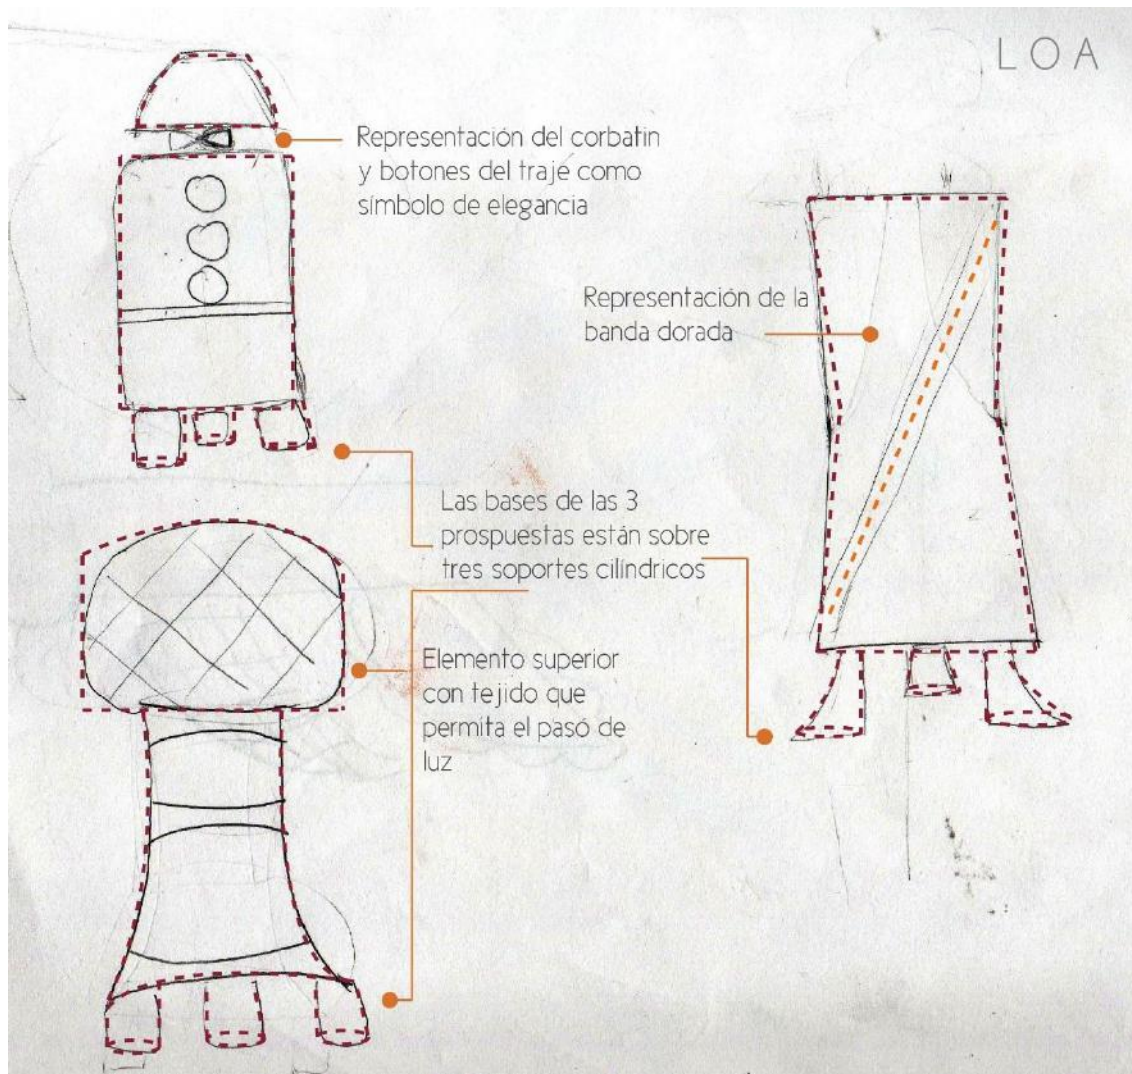 LOA
Representación del corbatin
y botones del traje como
símbolo de elegancia
Representación de la
banda dorada
Las bases de las 3
prospuestas están sobre
tres soportes cilíndricos
Elemento superior
con tejido que
permita el pasó de
luz